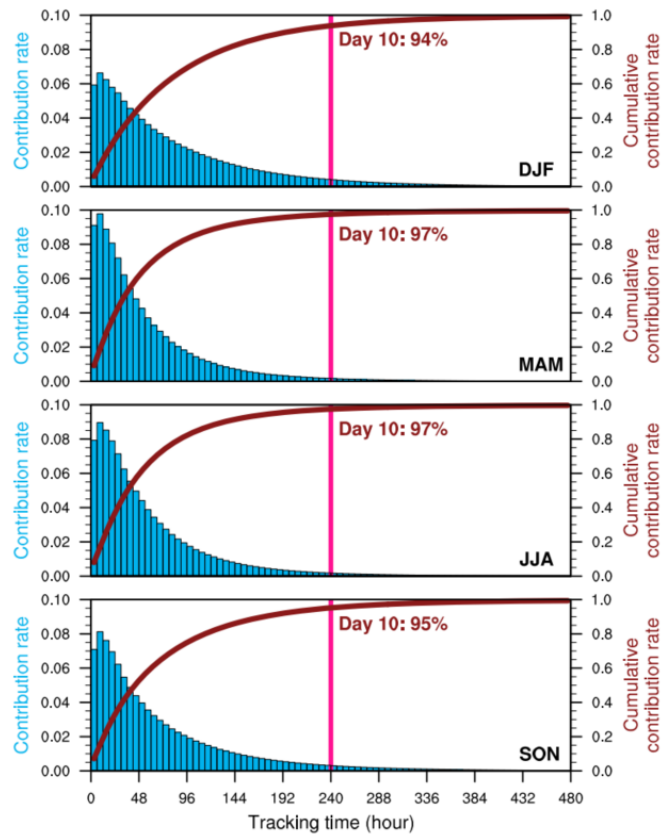 0.10 1.0
0.08 0.8
0.06 0.6
0.04 0.4
0.02 0.2
0.00 0.0
Contribution rate
Day 10: 94%
DJF
Cumulative
contribution rate
0.10 1.0
0.08 0.8
0.06 0.6
0.04 0.4
0.02 0.2
0.00 0.0
Contribution rate
Day 10: 97%
MAM
Cumulative
contribution rate
0.10 1.0
0.08 0.8
0.06 0.6
0.04 0.4
0.02 0.2
0.00 0.0
Contribution rate
Day 10: 97%
JJA
Cumulative
contribution rate
0.10 1.0
0.08 0.8
0.06 0.6
0.04 0.4
0.02 0.2
0.00 0.0
Contribution rate
Day 10: 95%
SON
Cumulative
contribution rate
0 48 96 144 192 240 288 336 384 432 480
Tracking time (hour)